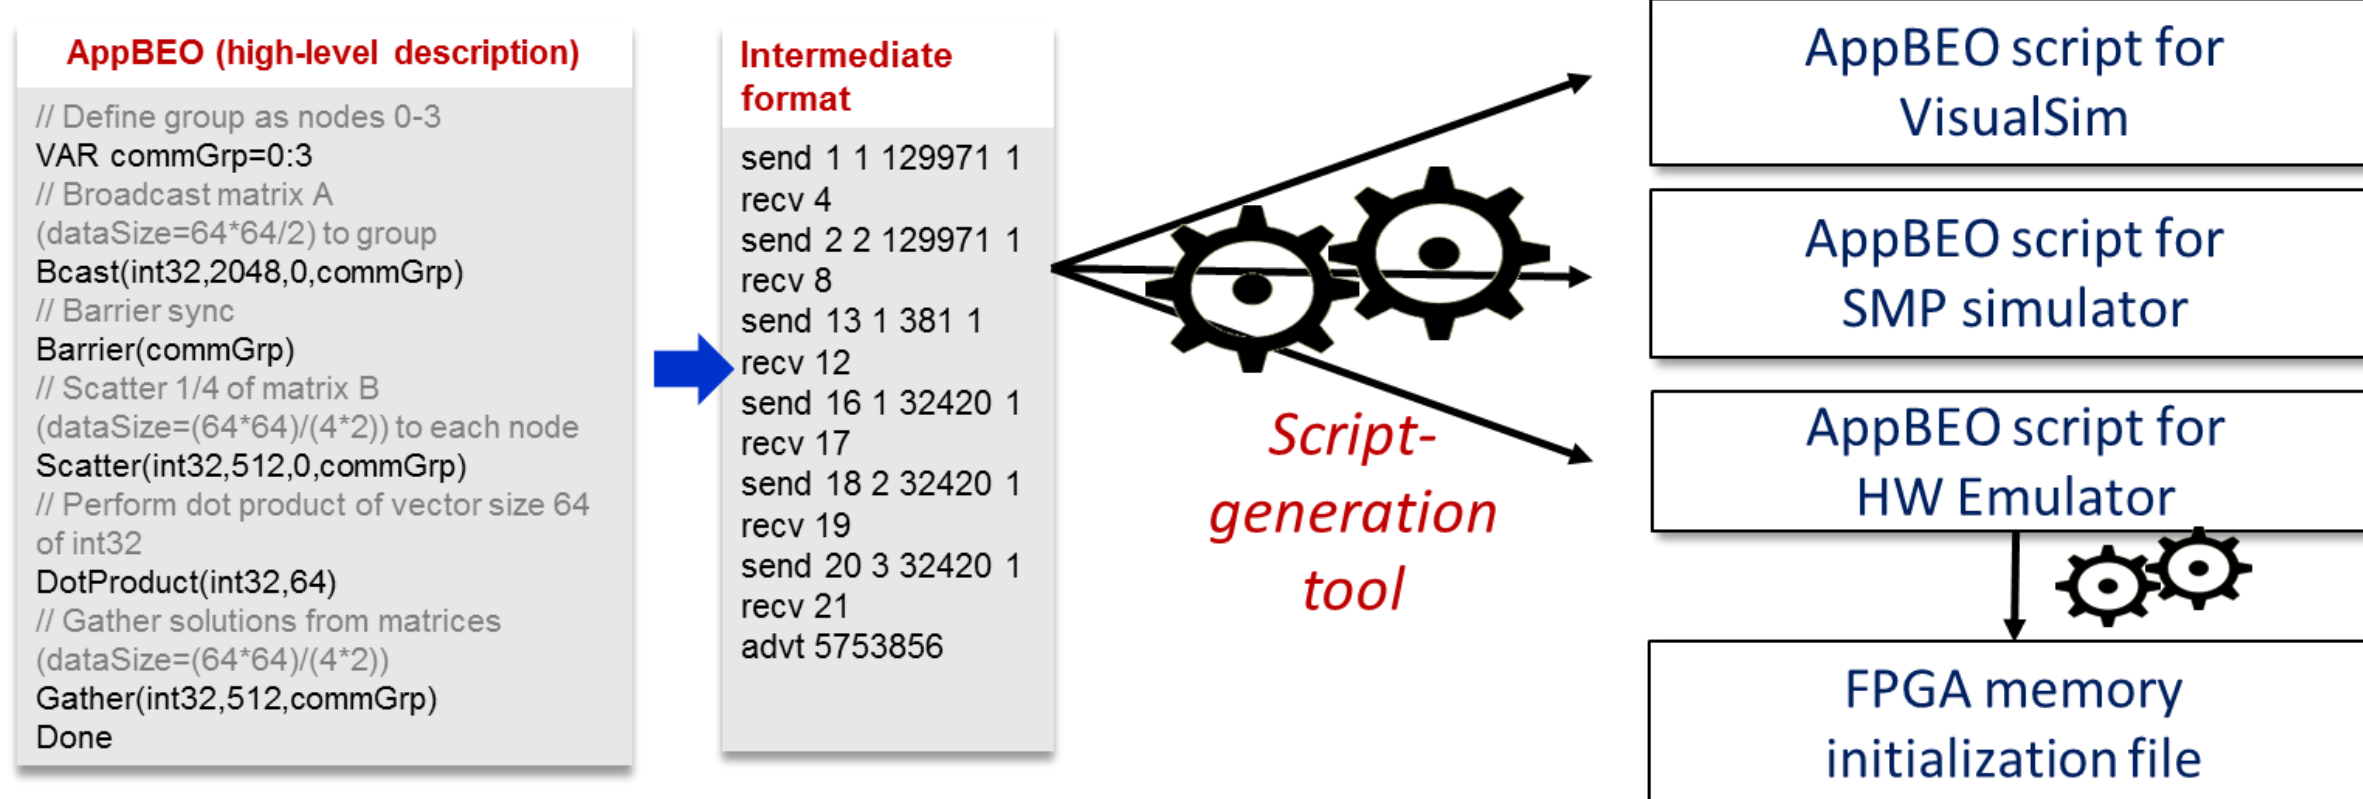 AppBEO (high-level description)
// Define group as nodes 0-3
VAR commGrp=0:3
// Broadcast matrix A
(dataSize=64*64/2) to group
Bcast(int32,2048,0,commGrp)
// Barrier sync
Barrier(commGrp)
// Scatter 1/4 of matrix B
(dataSize=(64*64)/(4*2)) to each node
Scatter(int32,512,0,commGrp)
// Perform dot product of vector size 64
of int32
DotProduct(int32,64)
// Gather solutions from matrices
(dataSize=(64*64)/(4*2))
Gather(int32,512,commGrp)
Done
Intermediate
format
send 1 1 129971 1
recv 4
send 2 2 129971 1
recv 8
send 13 1 381 1
recv 12
send 16 1 32420 1
recv 17
send 18 2 32420 1
recv 19
send 20 3 32420 1
recv 21
advt 5753856
Script-
generation
tool
AppBEO script for
VisualSim
AppBEO script for
SMP simulator
AppBEO script for
HW Emulator
FPGA memory
initialization file